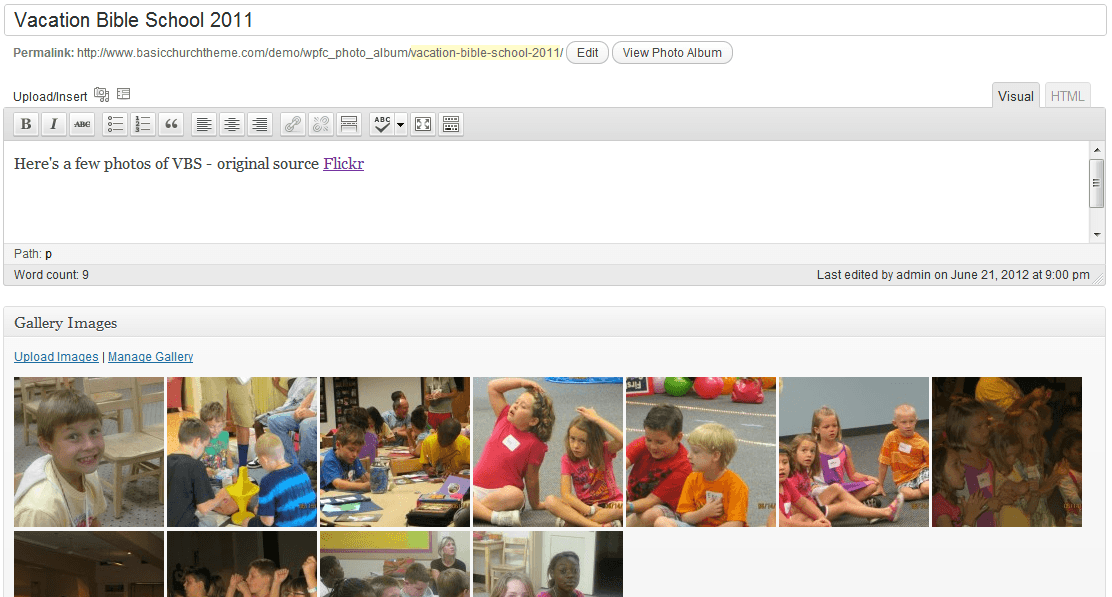 Vacation Bible School 2011
Permalink: http://www.basicchurchtheme.com/demo/wpfc_photo_album/vacation-bible-school-2011/ Edit View Photo Album
Upload/Insert
Visual HTML
B I ABC ABC
Here's a few photos of VBS - original source Flickr
Path: p
Word count: 9 Last edited by admin on June 21, 2012 at 9:00 pm
Gallery Images
Upload Images | Manage Gallery